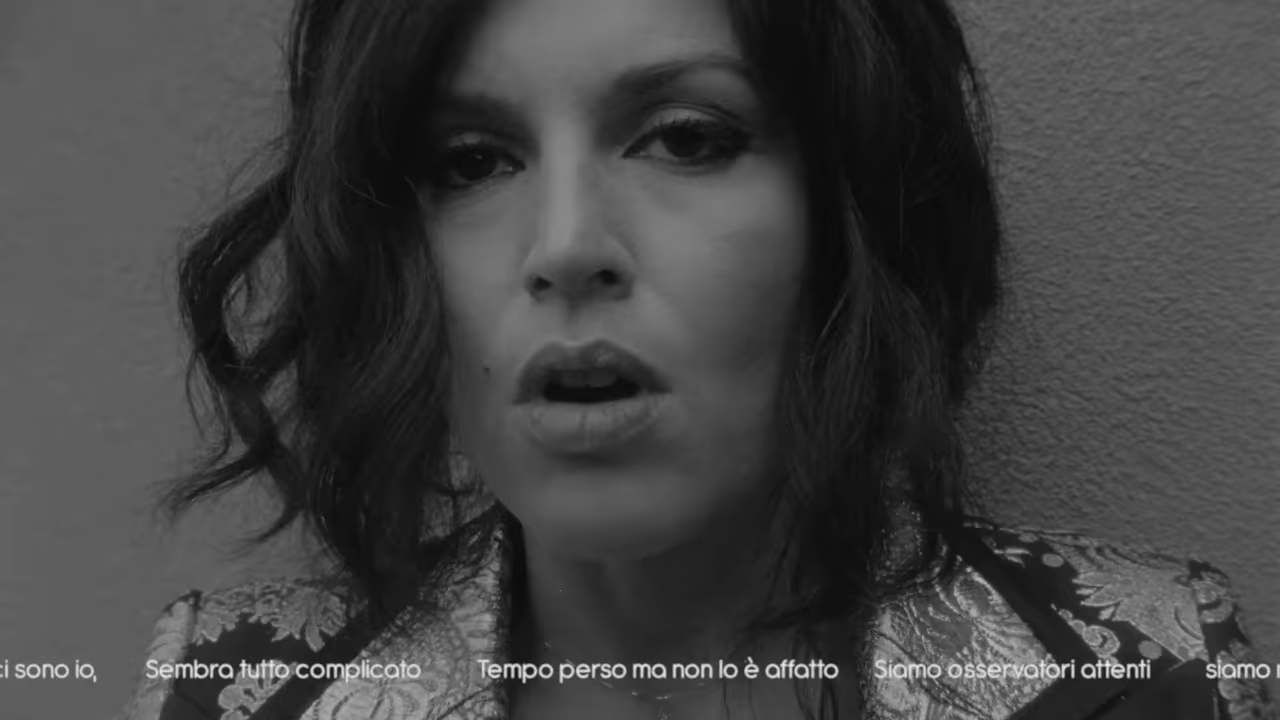 ci sono io, Sembra tutto complicato Tempo perso ma non lo è affatto Siamo osservatori attenti siamo